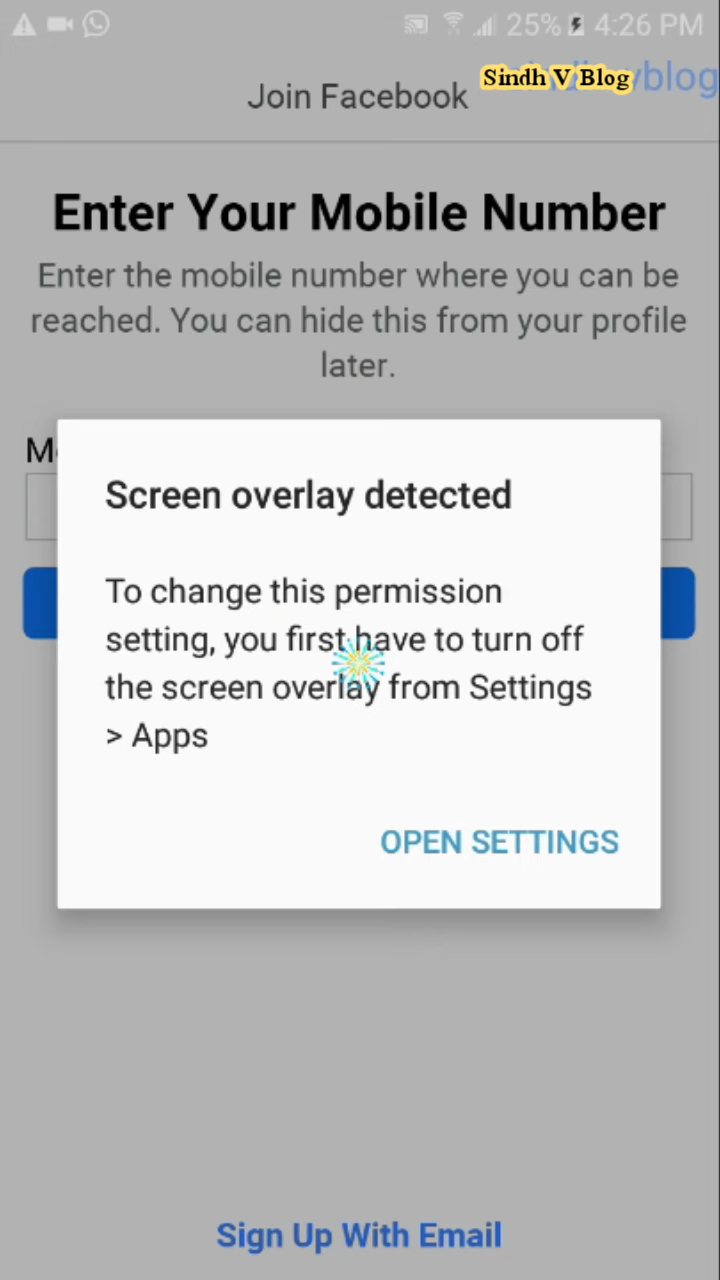 25% 4:26 PM
Sindh V Blog
vblog
Join Facebook
Enter Your Mobile Number
Enter the mobile number where you can be
reached. You can hide this from your profile
later.
Screen overlay detected
To change this permission
setting, you first have to turn off
the screen overlay from Settings
> Apps
OPEN SETTINGS
Sign Up With Email